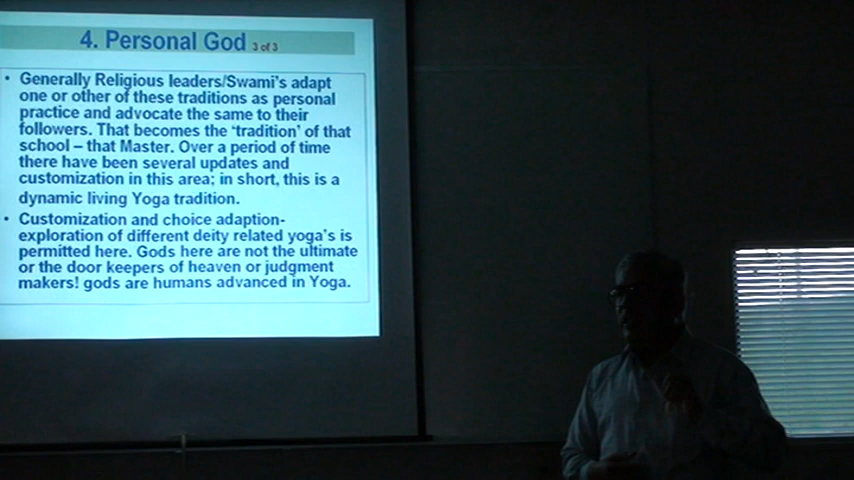 4. Personal God 3 of 3
• Generally Religious leaders/Swami's adapt
one or other of these traditions as personal
practice and advocate the same to their
followers. That becomes the 'tradition' of that
school – that Master. Over a period of time
there have been several updates and
customization in this area; in short, this is a
dynamic living Yoga tradition.
• Customization and choice adaption-
exploration of different deity related yoga's is
permitted here. Gods here are not the ultimate
or the door keepers of heaven or judgment
makers! gods are humans advanced in Yoga.